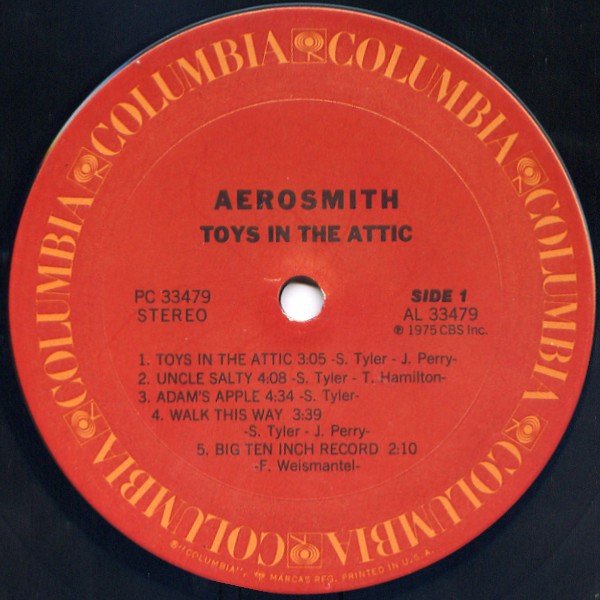 COLUMBIA COLUMBIA COLUMBIA COLUMBIA COLUMBIA COLUMBIA
AEROSMITH
TOYS IN THE ATTIC
PC 33479
STEREO
SIDE 1
AL 33479
℗ 1975 CBS Inc.
1. TOYS IN THE ATTIC 3:05 -S. Tyler - J. Perry-
2. UNCLE SALTY 4:08 -S. Tyler - T. Hamilton-
3. ADAM'S APPLE 4:34 -S. Tyler-
4. WALK THIS WAY 3:39
-S. Tyler - J. Perry-
5. BIG TEN INCH RECORD 2:10
-F. Weismantel-
"COLUMBIA", MARCAS REG. PRINTED IN U.S.A.